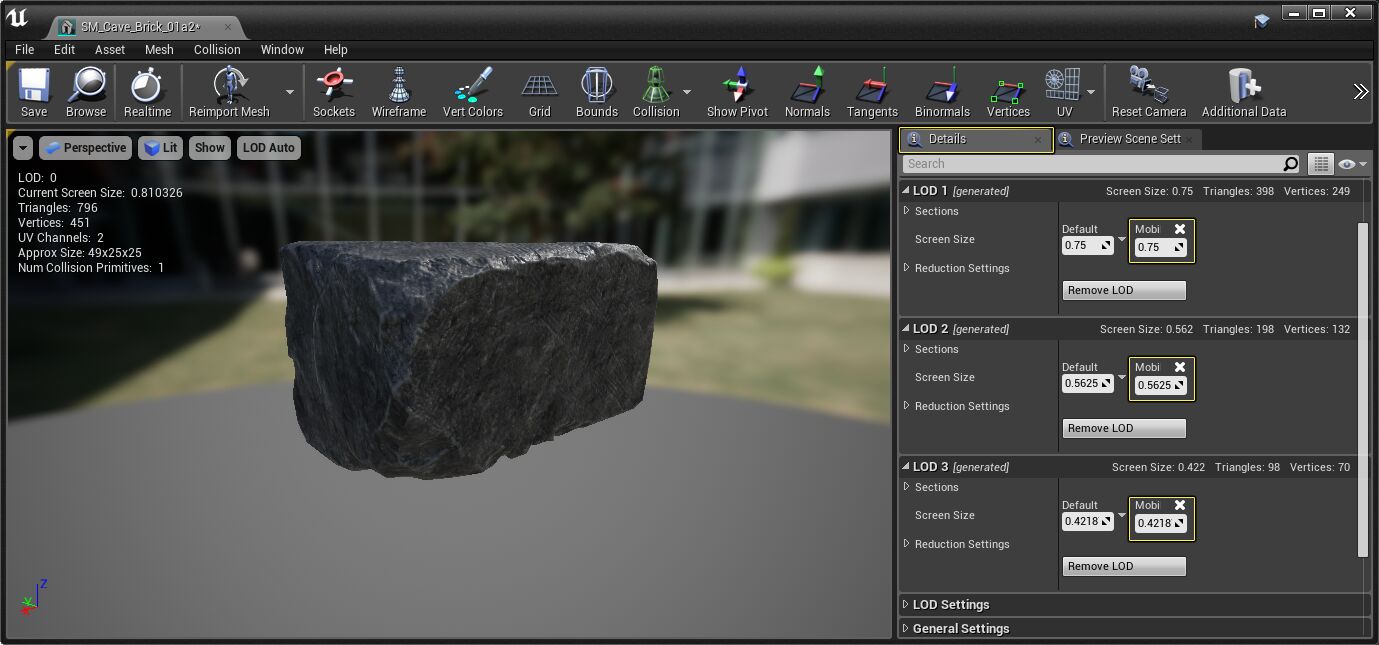 SM_Cave_Brick_01a2*
File Edit Asset Mesh Collision Window Help
Save Browse Realtime Reimport Mesh Sockets Wireframe Vert Colors Grid Bounds Collision Show Pivot Normals Tangents Binormals Vertices UV Reset Camera Additional Data
Perspective Lit Show LOD Auto
LOD: 0
Current Screen Size: 0.810326
Triangles: 796
Vertices: 451
UV Channels: 2
Approx Size: 49x25x25
Num Collision Primitives: 1
Z
Y
X
Details Preview Scene Sett
Search
LOD 1 [generated] Screen Size: 0.75 Triangles: 398 Vertices: 249
Sections
Default Mobi
Screen Size 0.75 0.75
Reduction Settings
Remove LOD
LOD 2 [generated] Screen Size: 0.562 Triangles: 198 Vertices: 132
Sections
Default Mobi
Screen Size 0.5625 0.5625
Reduction Settings
Remove LOD
LOD 3 [generated] Screen Size: 0.422 Triangles: 98 Vertices: 70
Sections
Default Mobi
Screen Size 0.4218 0.4218
Reduction Settings
Remove LOD
LOD Settings
General Settings